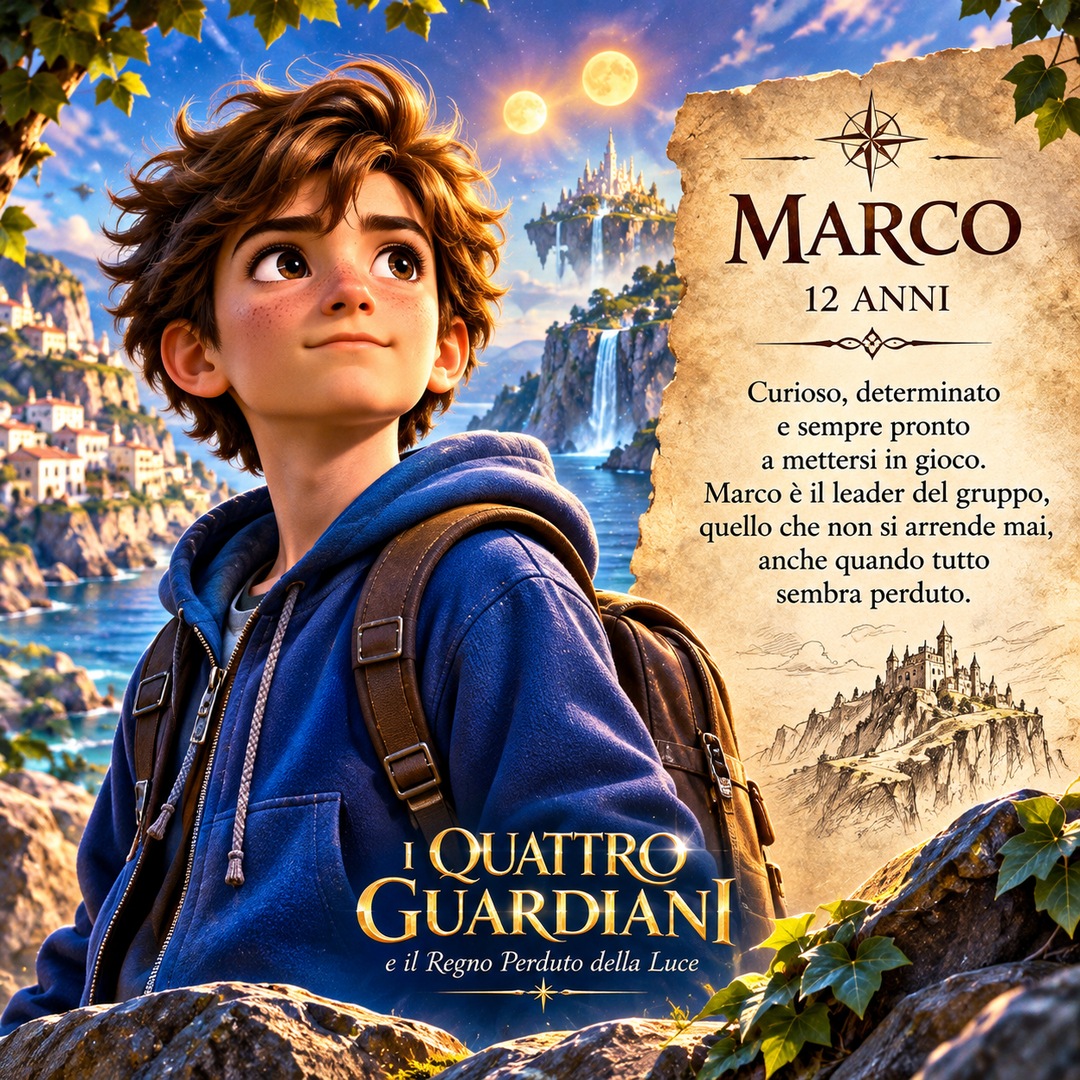 MARCO
12 ANNI
Curioso, determinato
e sempre pronto
a mettersi in gioco.
Marco è il leader del gruppo,
quello che non si arrende mai,
anche quando tutto
sembra perduto.
I QUATTRO
GUARDIANI
e il Regno Perduto della Luce